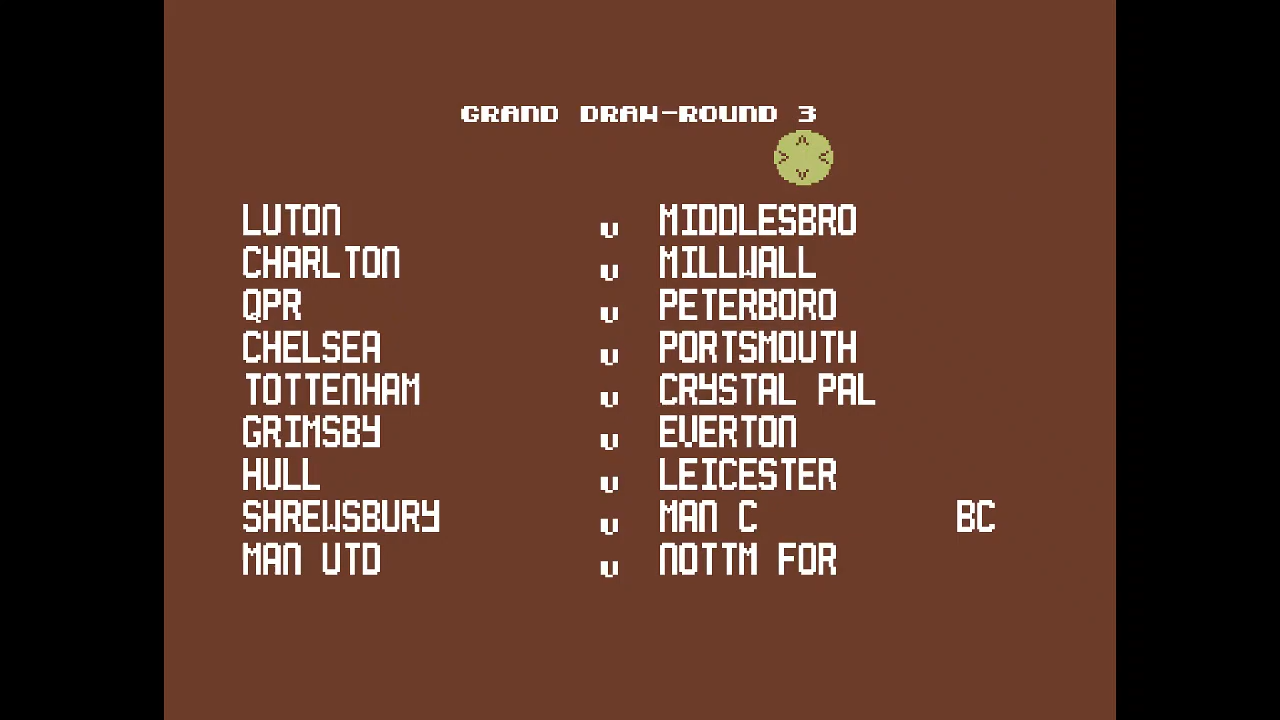 GRAND DRAW-ROUND 3
LUTON v MIDDLESBRO
CHARLTON v MILLWALL
QPR v PETERBORO
CHELSEA v PORTSMOUTH
TOTTENHAM v CRYSTAL PAL
GRIMSBY v EVERTON
HULL v LEICESTER
SHREWSBURY v MAN C BC
MAN UTD v NOTTM FOR